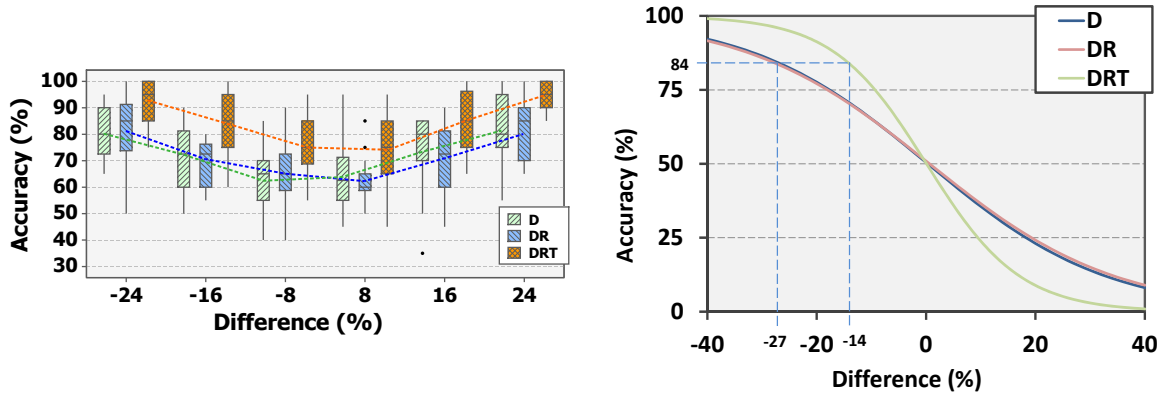 100
90
80
70
60
50
40
30
Accuracy (%)
D
DR
DRT
-24 -16 -8 8 16 24
Difference (%)
100
84
75
50
25
0
Accuracy (%)
D
DR
DRT
-40 -27 -20 -14 0 20 40
Difference (%)